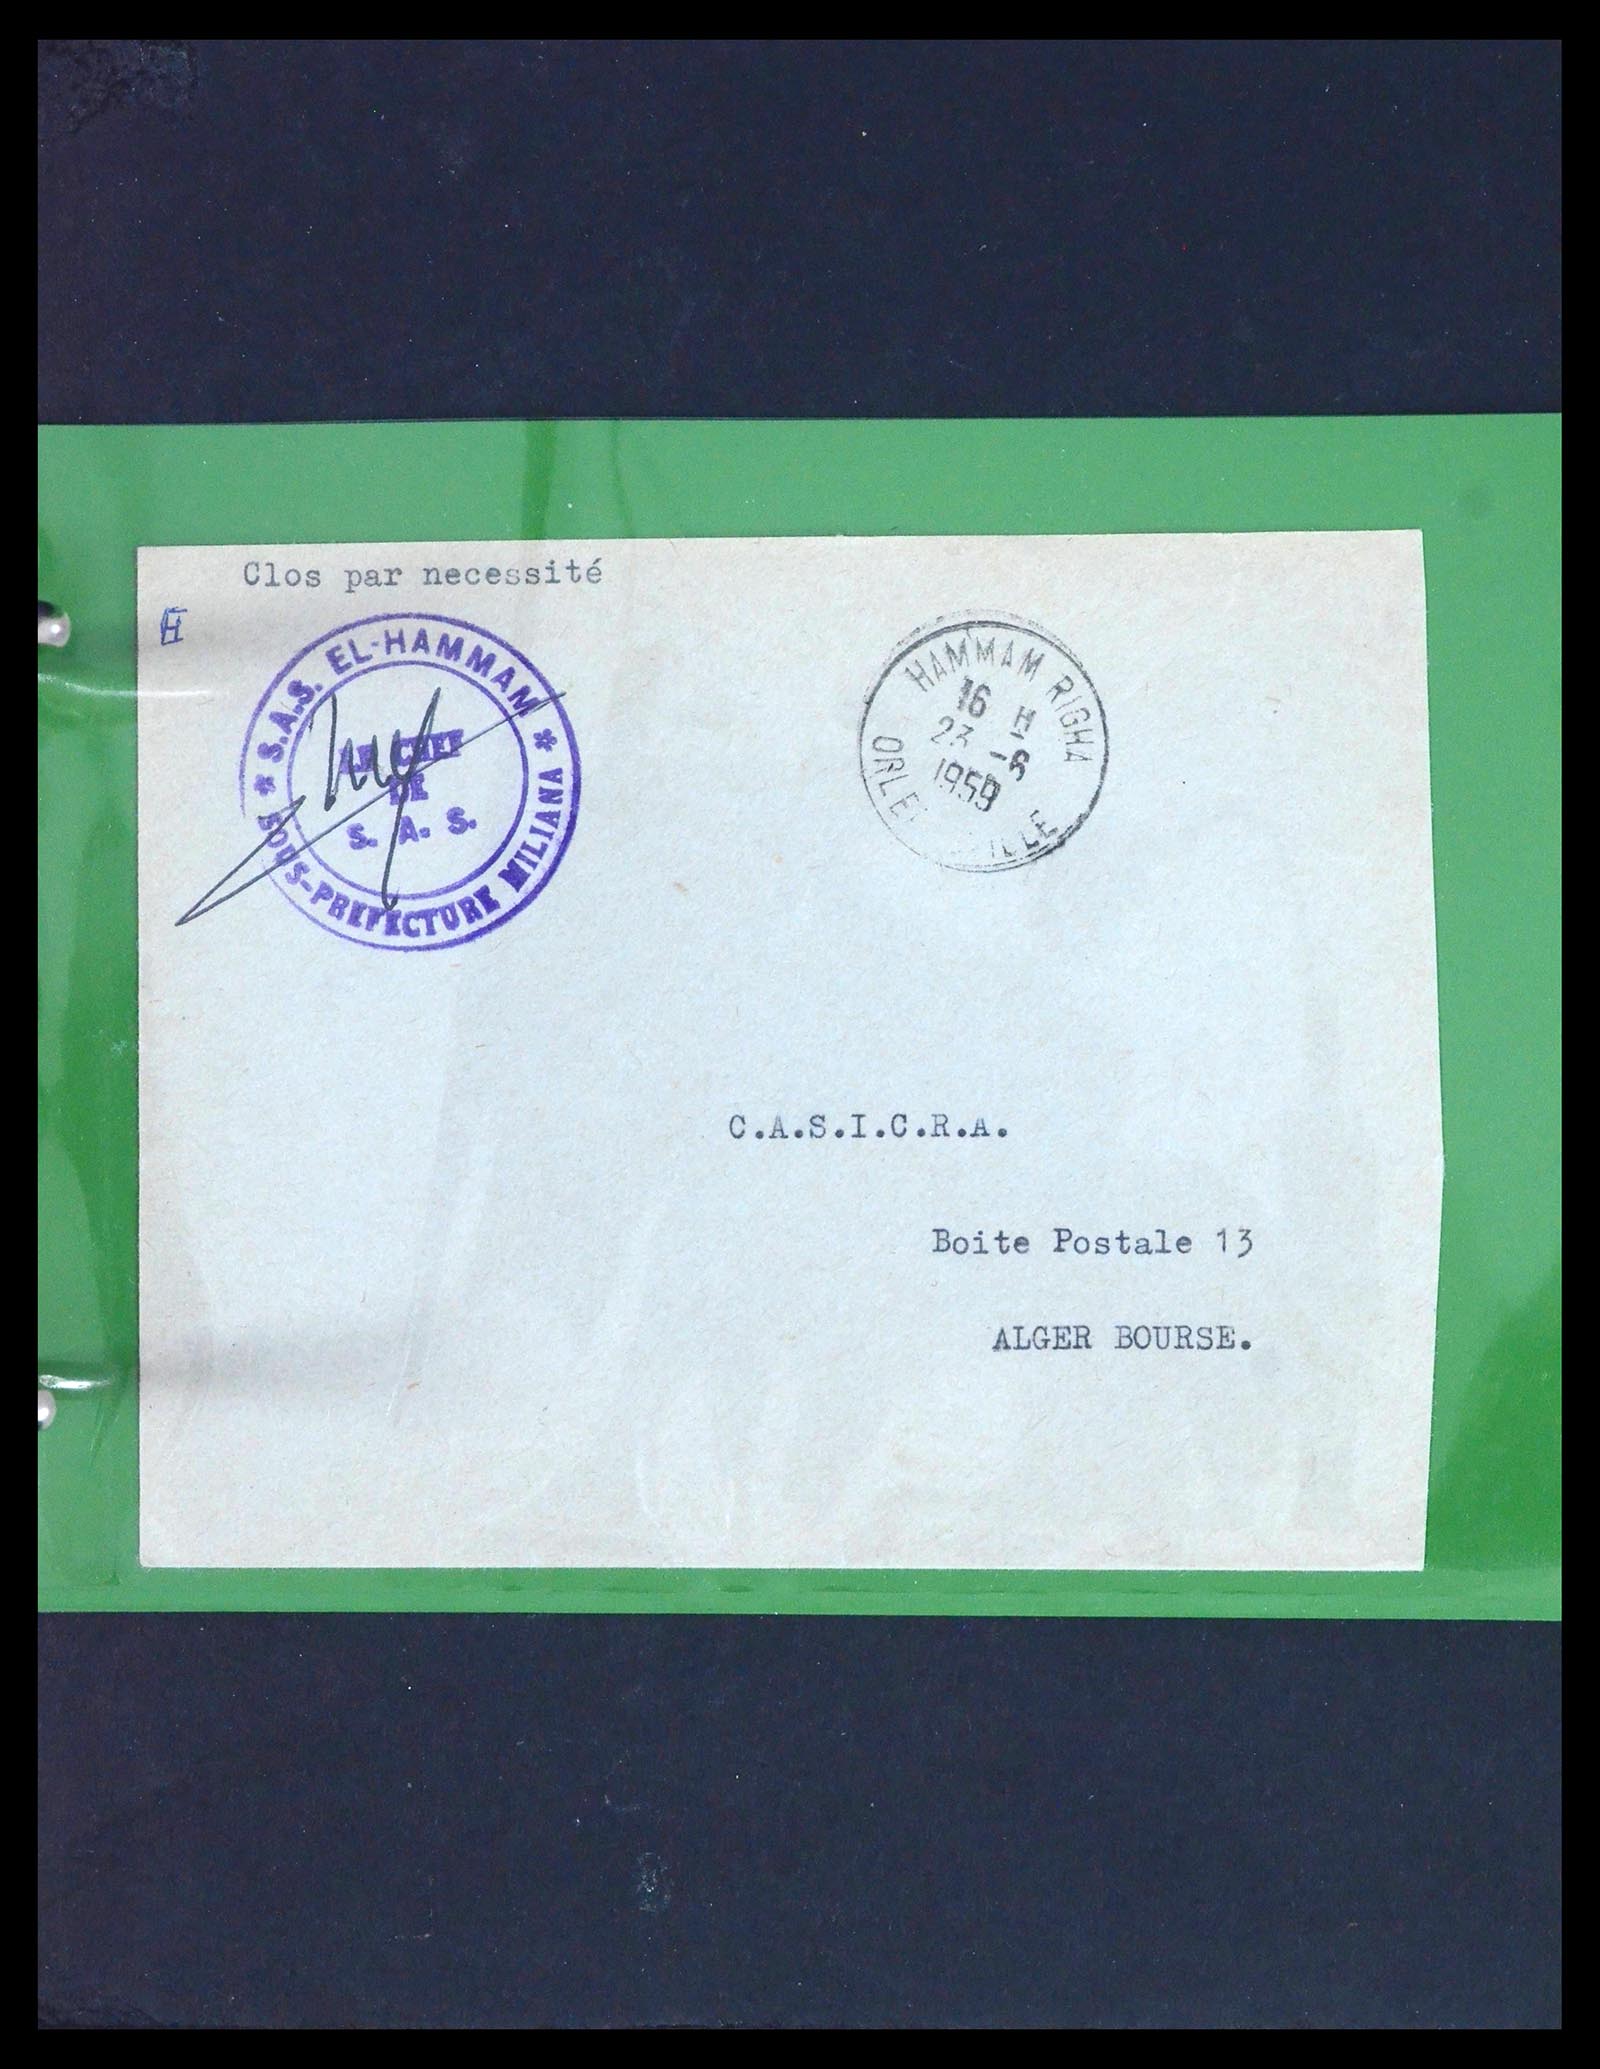 Clos par necessité
H
* S.A.S. EL-HAMMAM *
SOUS-PREFECTURE MILIANA
LE CHEF
DE
S. A. S.
HAMMAM RIGHA
16 H
23 -6
1959
C.A.S.I.C.R.A.
Boite Postale 13
ALGER BOURSE.